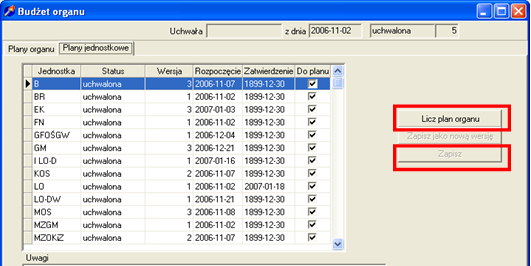 Budżet organu
Uchwała z dnia 2006-11-02 uchwalona 5
Plany organu Plany jednostkowe
Jednostka Status Wersja Rozpoczęcie Zatwierdzenie Do planu
B uchwalona 3 2006-11-07 1899-12-30
BR uchwalona 1 2006-11-02 1899-12-30
EK uchwalona 3 2007-01-03 1899-12-30
FN uchwalona 1 2006-11-02 1899-12-30
GFOŚGW uchwalona 1 2006-12-04 1899-12-30
GM uchwalona 3 2006-12-21 1899-12-30
I LO-D uchwalona 1 2007-01-16 1899-12-30
KOS uchwalona 2 2006-11-07 1899-12-30
LO uchwalona 1 2006-11-02 2007-01-18
LO-DW uchwalona 1 2006-11-21 1899-12-30
MOS uchwalona 3 2006-11-08 1899-12-30
MZGM uchwalona 1 2006-11-02 1899-12-30
MZOKiZ uchwalona 2 2006-11-07 1899-12-30
Licz plan organu
Zapisz jako nową wersję
Zapisz
Uwagi